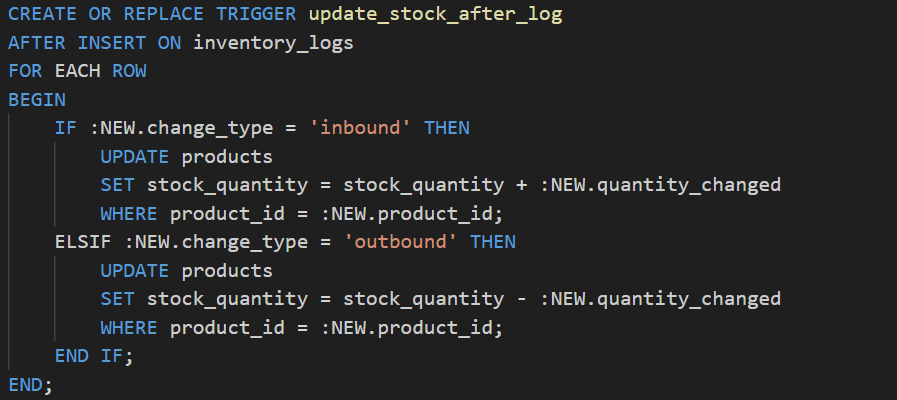 CREATE OR REPLACE TRIGGER update_stock_after_log
AFTER INSERT ON inventory_logs
FOR EACH ROW
BEGIN
    IF :NEW.change_type = 'inbound' THEN
        UPDATE products
        SET stock_quantity = stock_quantity + :NEW.quantity_changed
        WHERE product_id = :NEW.product_id;
    ELSIF :NEW.change_type = 'outbound' THEN
        UPDATE products
        SET stock_quantity = stock_quantity - :NEW.quantity_changed
        WHERE product_id = :NEW.product_id;
    END IF;
END;